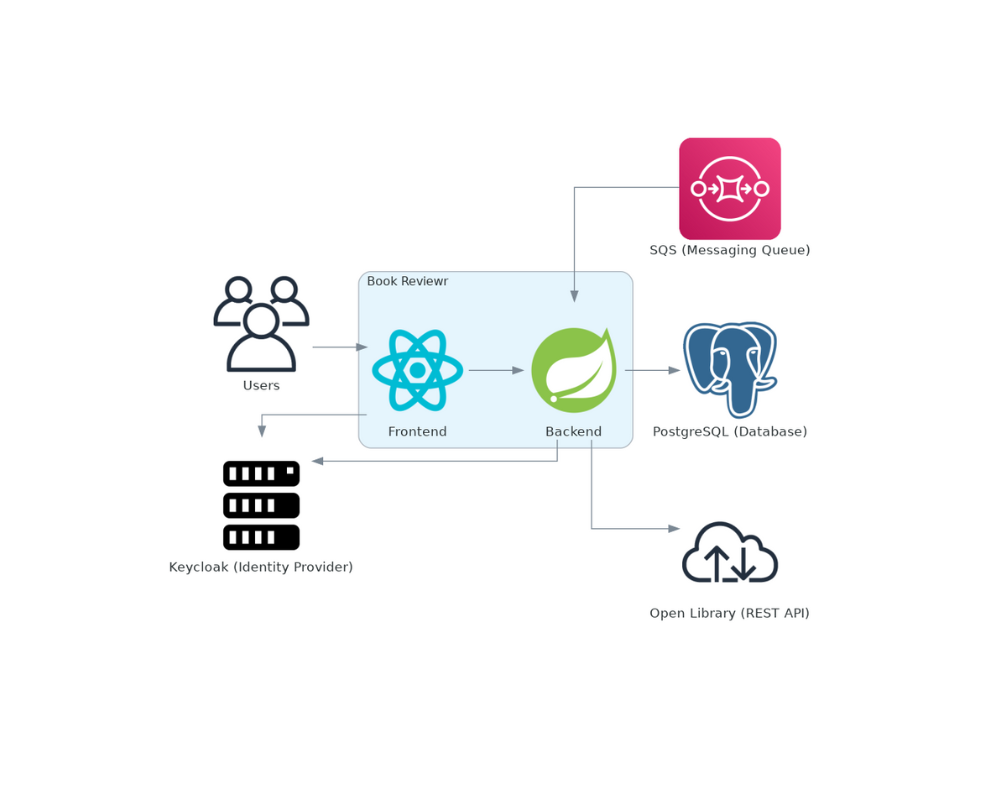 SQS (Messaging Queue)
Book Reviewr
Users
Frontend
Backend
PostgreSQL (Database)
Keycloak (Identity Provider)
Open Library (REST API)